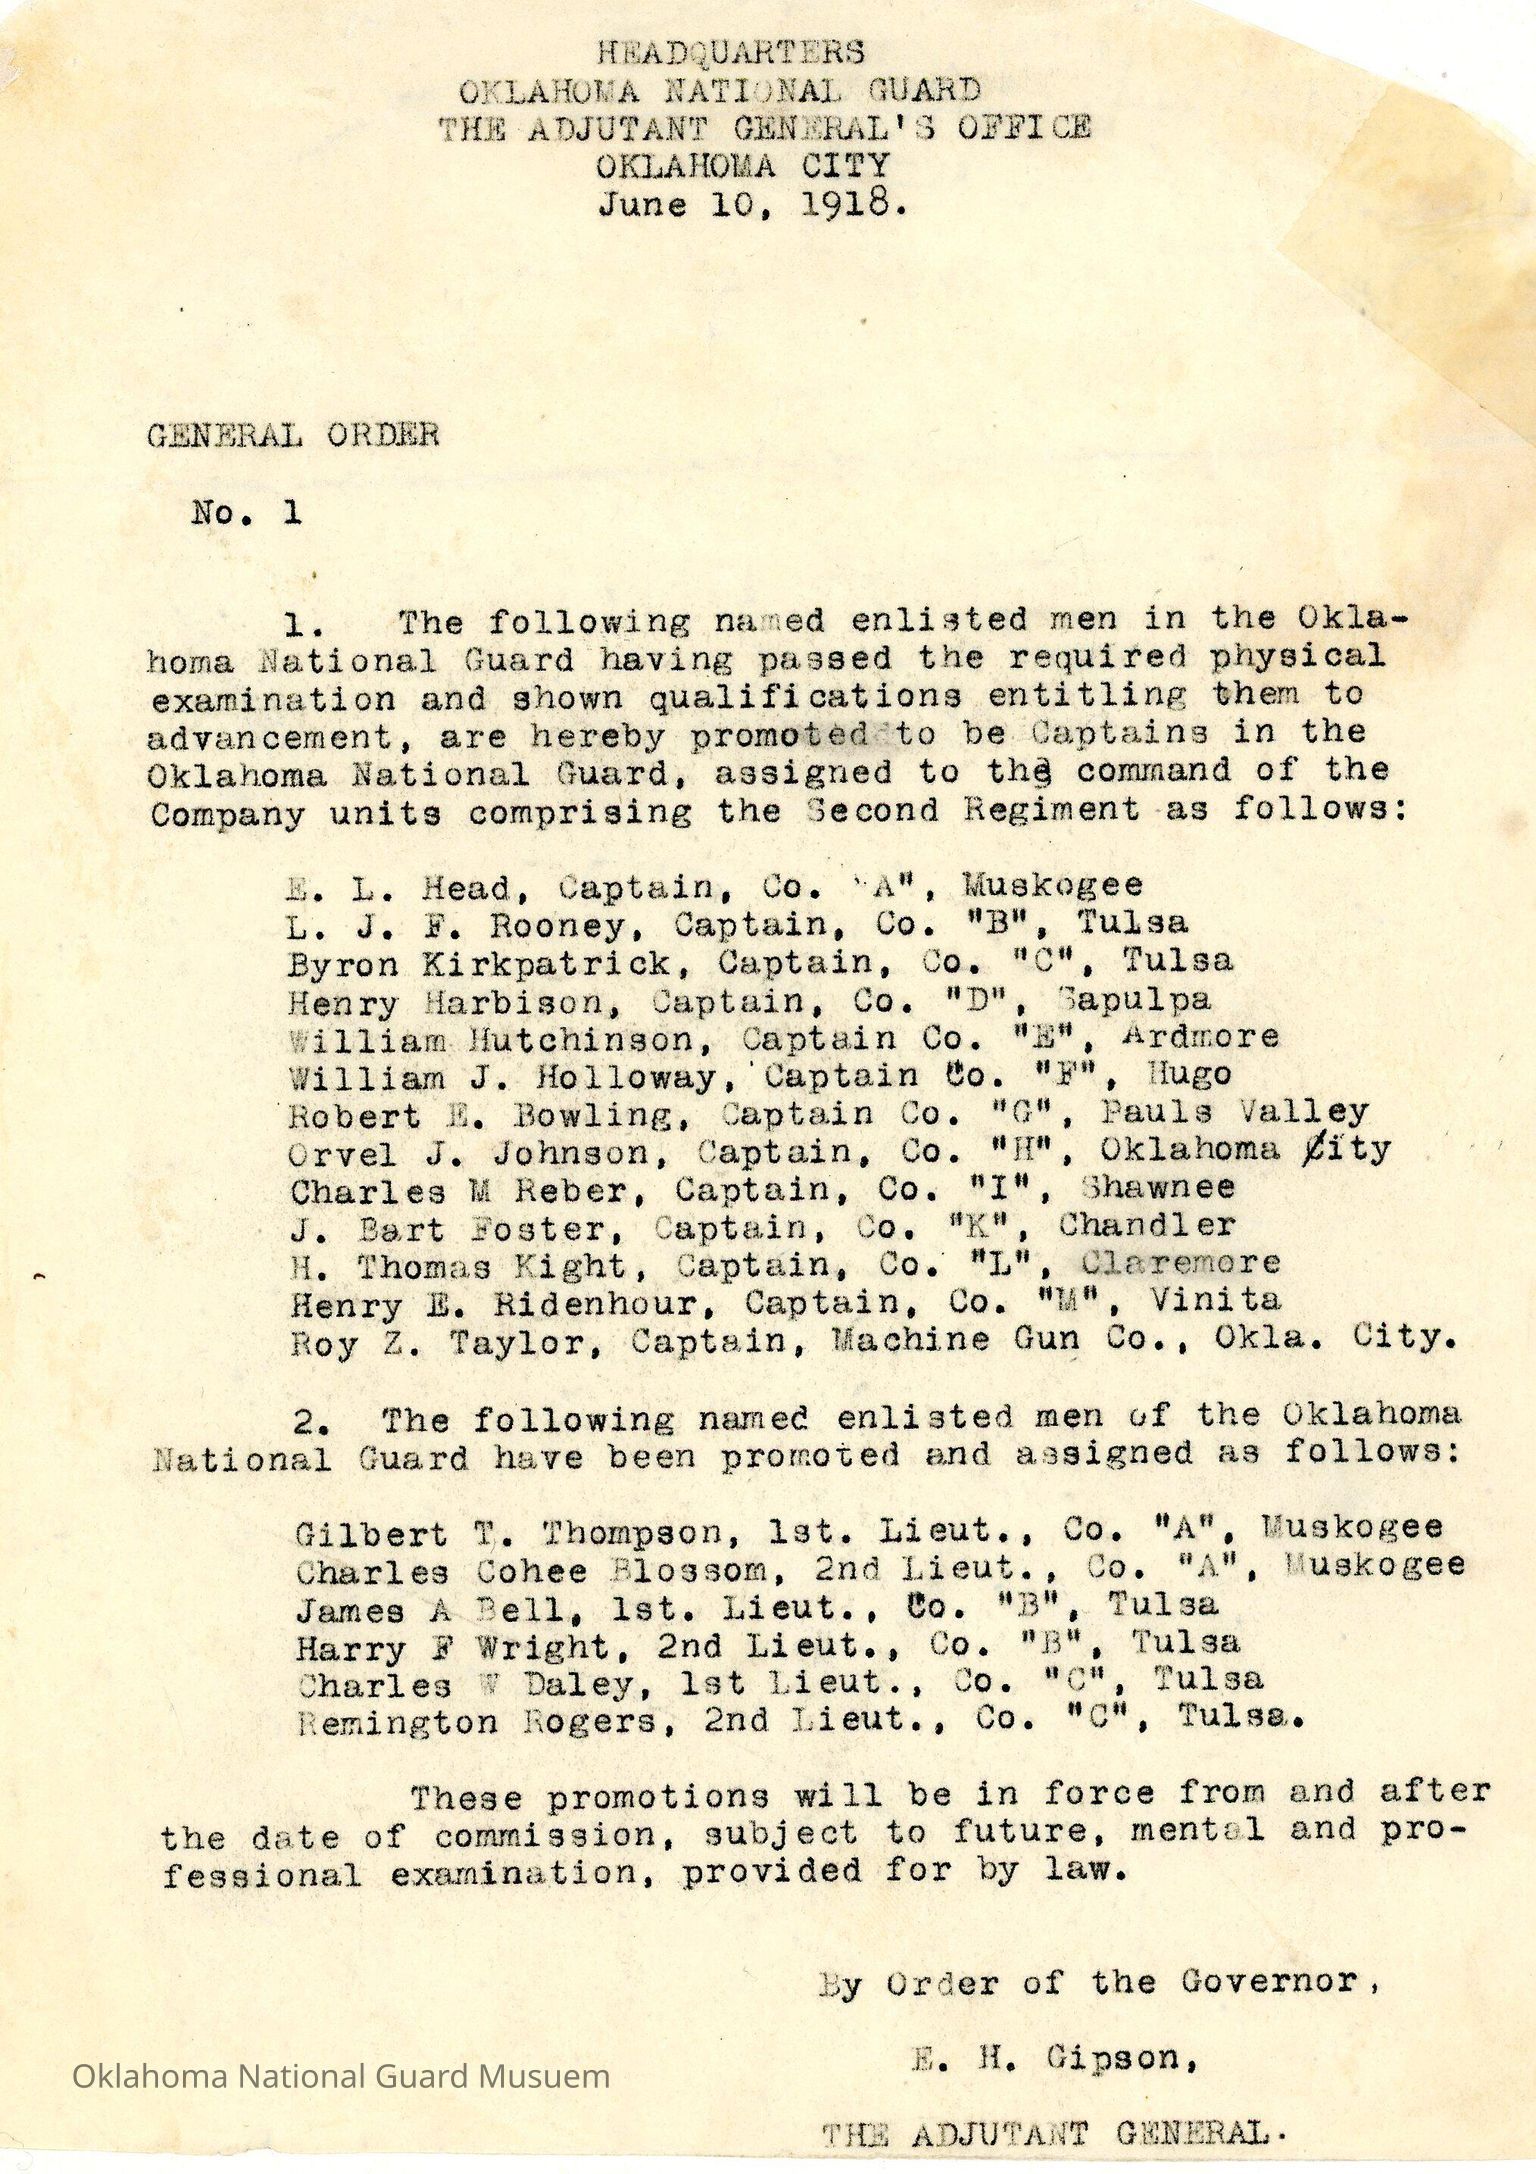 HEADQUARTERS
OKLAHOMA NATIONAL GUARD
THE ADJUTANT GENERAL'S OFFICE
OKLAHOMA CITY
June 10, 1918.
GENERAL ORDER
No. 1
1. The following named enlisted men in the Okla-
homa National Guard having passed the required physical
examination and shown qualifications entitling them to
advancement, are hereby promoted to be Captains in the
Oklahoma National Guard, assigned to the command of the
Company units comprising the Second Regiment as follows:
E. L. Head, Captain, Co. "A", Muskogee
L. J. F. Rooney, Captain, Co. "B", Tulsa
Byron Kirkpatrick, Captain, Co. "C", Tulsa
Henry Harbison, Captain, Co. "D", Sapulpa
William Hutchinson, Captain Co. "E", Ardmore
William J. Holloway, Captain Co. "F", Hugo
Robert E. Bowling, Captain Co. "G", Pauls Valley
Orvel J. Johnson, Captain, Co. "H", Oklahoma City
Charles M Reber, Captain, Co. "I", Shawnee
J. Bart Foster, Captain, Co. "K", Chandler
H. Thomas Kight, Captain, Co. "L", Claremore
Henry E. Ridenhour, Captain, Co. "M", Vinita
Roy Z. Taylor, Captain, Machine Gun Co., Okla. City.
2. The following named enlisted men of the Oklahoma
National Guard have been promoted and assigned as follows:
Gilbert T. Thompson, 1st. Lieut., Co. "A", Muskogee
Charles Cohee Blossom, 2nd Lieut., Co. "A", Muskogee
James A Bell, 1st. Lieut., Co. "B", Tulsa
Harry F Wright, 2nd Lieut., Co. "B", Tulsa
Charles W Daley, 1st Lieut., Co. "C", Tulsa
Remington Rogers, 2nd Lieut., Co. "C", Tulsa.
These promotions will be in force from and after
the date of commission, subject to future, mental and pro-
fessional examination, provided for by law.
By Order of the Governor,
E. H. Gipson,
THE ADJUTANT GENERAL.
Oklahoma National Guard Musuem